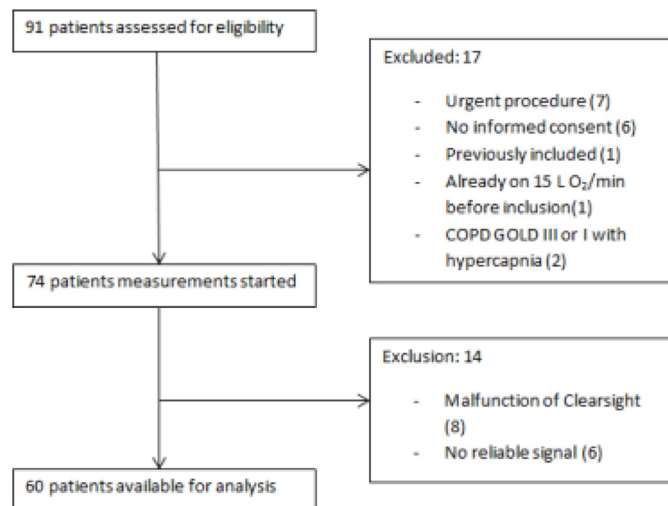 91 patients assessed for eligibility
Excluded: 17
- Urgent procedure (7)
- No informed consent (6)
- Previously included (1)
- Already on 15 L O₂/min
before inclusion(1)
- COPD GOLD III or I with
hypercapnia (2)
74 patients measurements started
Exclusion: 14
- Malfunction of Clearsight
(8)
- No reliable signal (6)
60 patients available for analysis